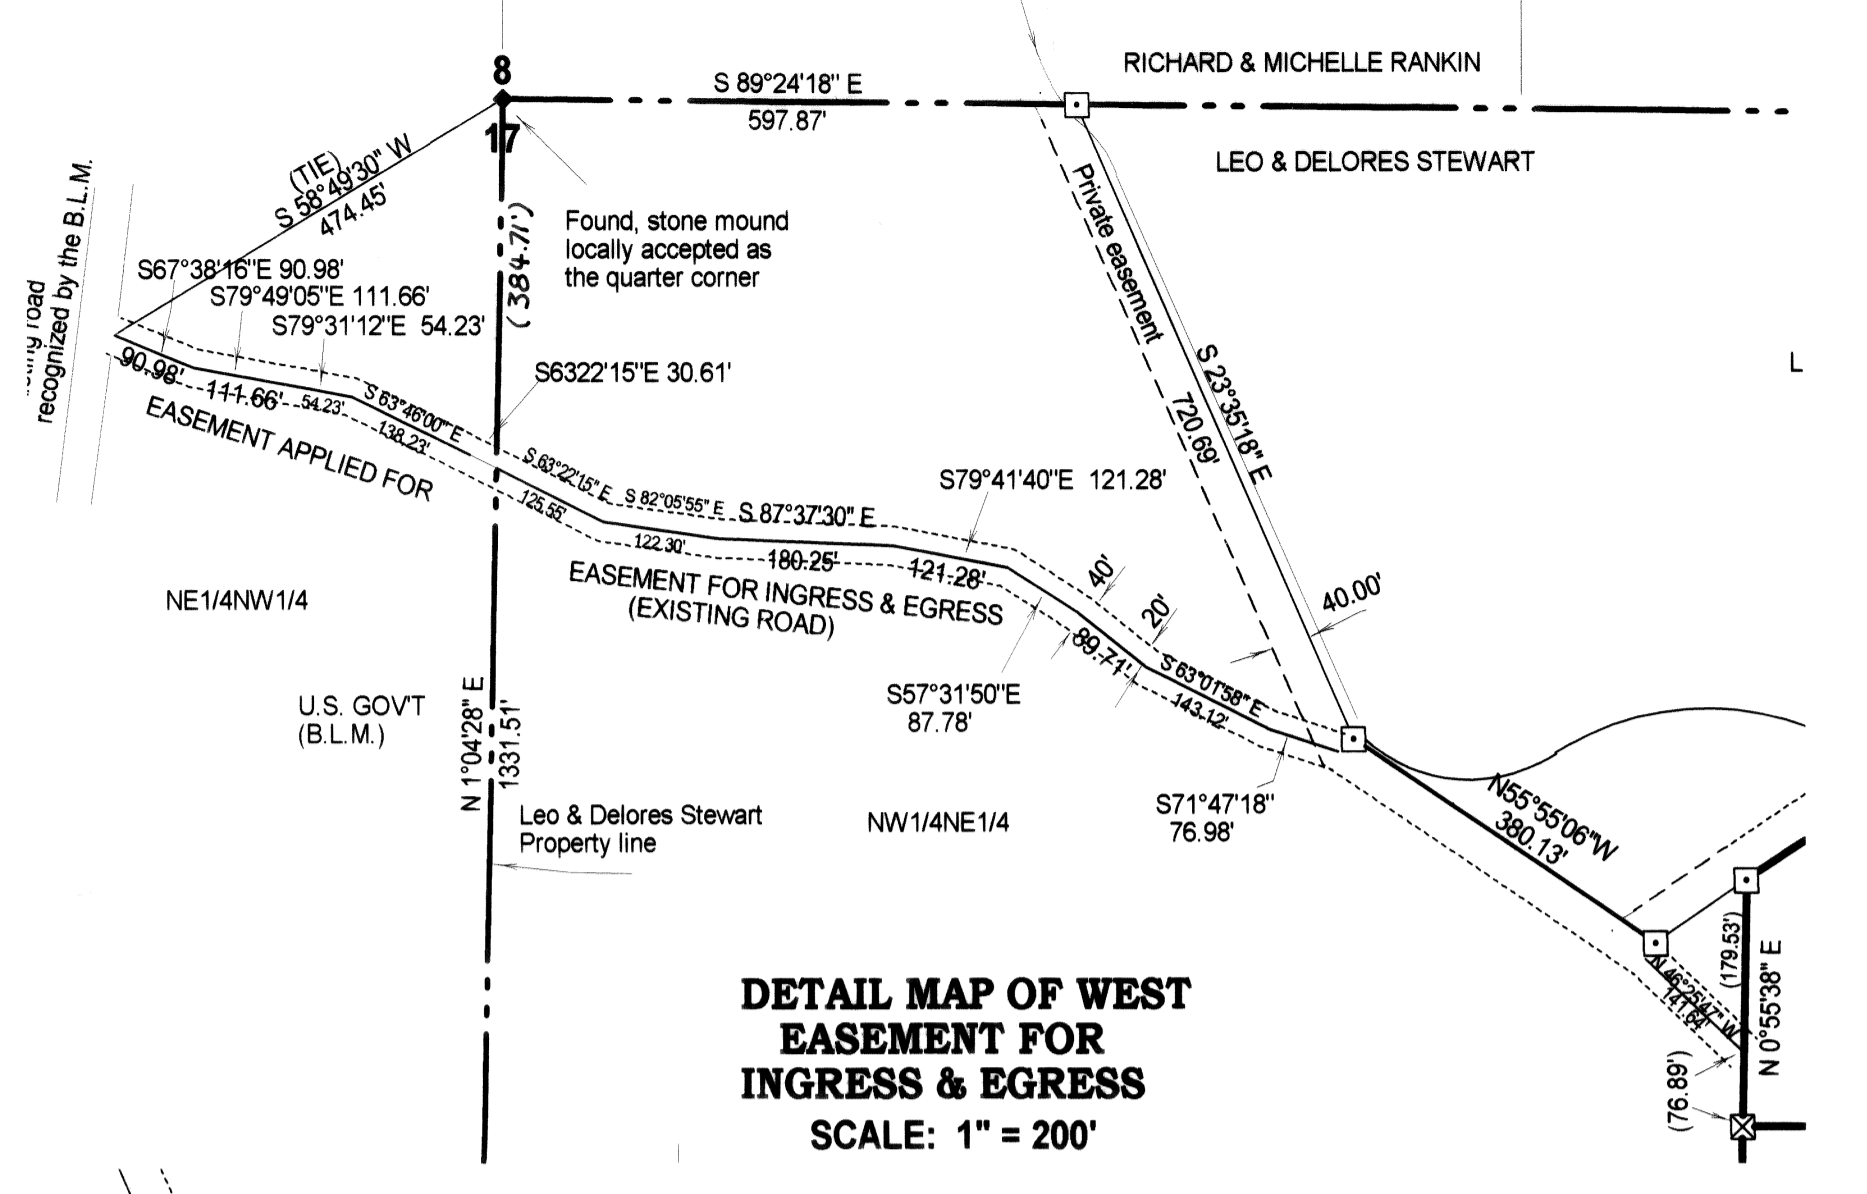 RICHARD & MICHELLE RANKIN
8
S 89°24'18" E
597.87'
17
LEO & DELORES STEWART
(TIE)
S 58°49'30" W
474.45'
recognized by the B.L.M.
road
(384.71')
Found, stone mound
locally accepted as
the quarter corner
Private easement
S67°38'16"E 90.98'
S79°49'05"E 111.66'
S79°31'12"E 54.23'
S6322'15"E 30.61'
90.98'
111.66'
54.23'
S 63°46'00" E
138.23'
EASEMENT APPLIED FOR
S 23°35'18" E
720.69'
L
S 63°22'15" E
125.55'
S 82°05'55" E
122.30'
S 87°37'30" E
180.25'
S79°41'40"E 121.28'
121.28'
EASEMENT FOR INGRESS & EGRESS
(EXISTING ROAD)
40'
20'
40.00'
NE1/4NW1/4
89.71'
S57°31'50"E
87.78'
S 63°01'58" E
143.12'
U.S. GOV'T
(B.L.M.)
N 1°04'28" E
1331.51'
S71°47'18"
76.98'
Leo & Delores Stewart
Property line
NW1/4NE1/4
N55°55'06"W
380.13'
(179.53')
N 0°55'38" E
N 46°25'47" W
141.64'
(76.89')
DETAIL MAP OF WEST
EASEMENT FOR
INGRESS & EGRESS
SCALE: 1" = 200'